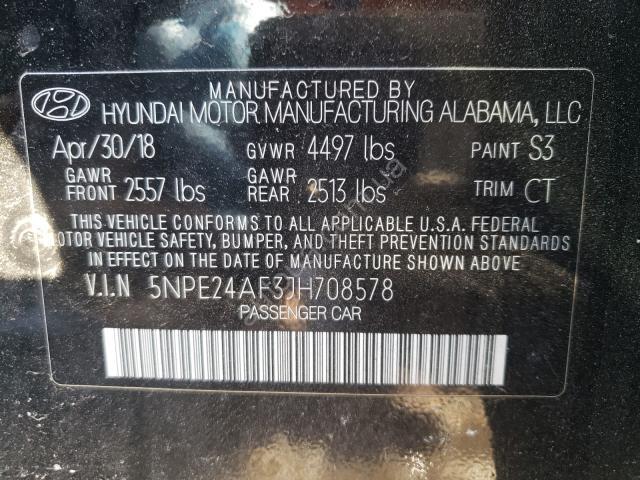 MANUFACTURED BY
HYUNDAI MOTOR MANUFACTURING ALABAMA, LLC
Apr/30/18 GVWR 4497 lbs PAINT S3
GAWR FRONT 2557 lbs GAWR REAR 2513 lbs TRIM CT
THIS VEHICLE CONFORMS TO ALL APPLICABLE U.S.A. FEDERAL
MOTOR VEHICLE SAFETY, BUMPER, AND THEFT PREVENTION STANDARDS
IN EFFECT ON THE DATE OF MANUFACTURE SHOWN ABOVE.
V.I.N 5NPE24AF3JH708578
PASSENGER CAR